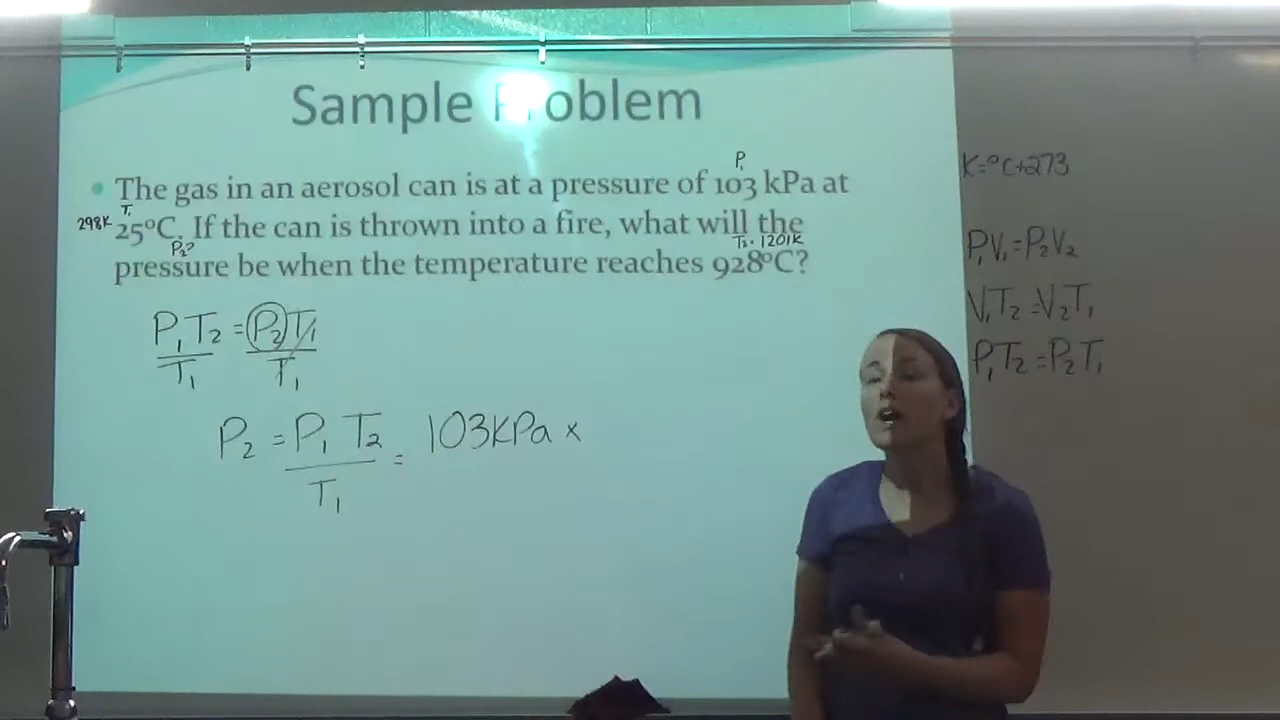 Sample Problem
P₁
• The gas in an aerosol can is at a pressure of 103 kPa at
298K T₁
25°C. If the can is thrown into a fire, what will the
P₂? T₂ = 1201K
pressure be when the temperature reaches 928°C?
P₁T₂ = P₂T₁
T₁ T₁
P₂ = P₁ T₂ = 103kPa x
T₁
K=°C+273
P₁V₁=P₂V₂
V₁T₂=V₂T₁
P₁T₂=P₂T₁